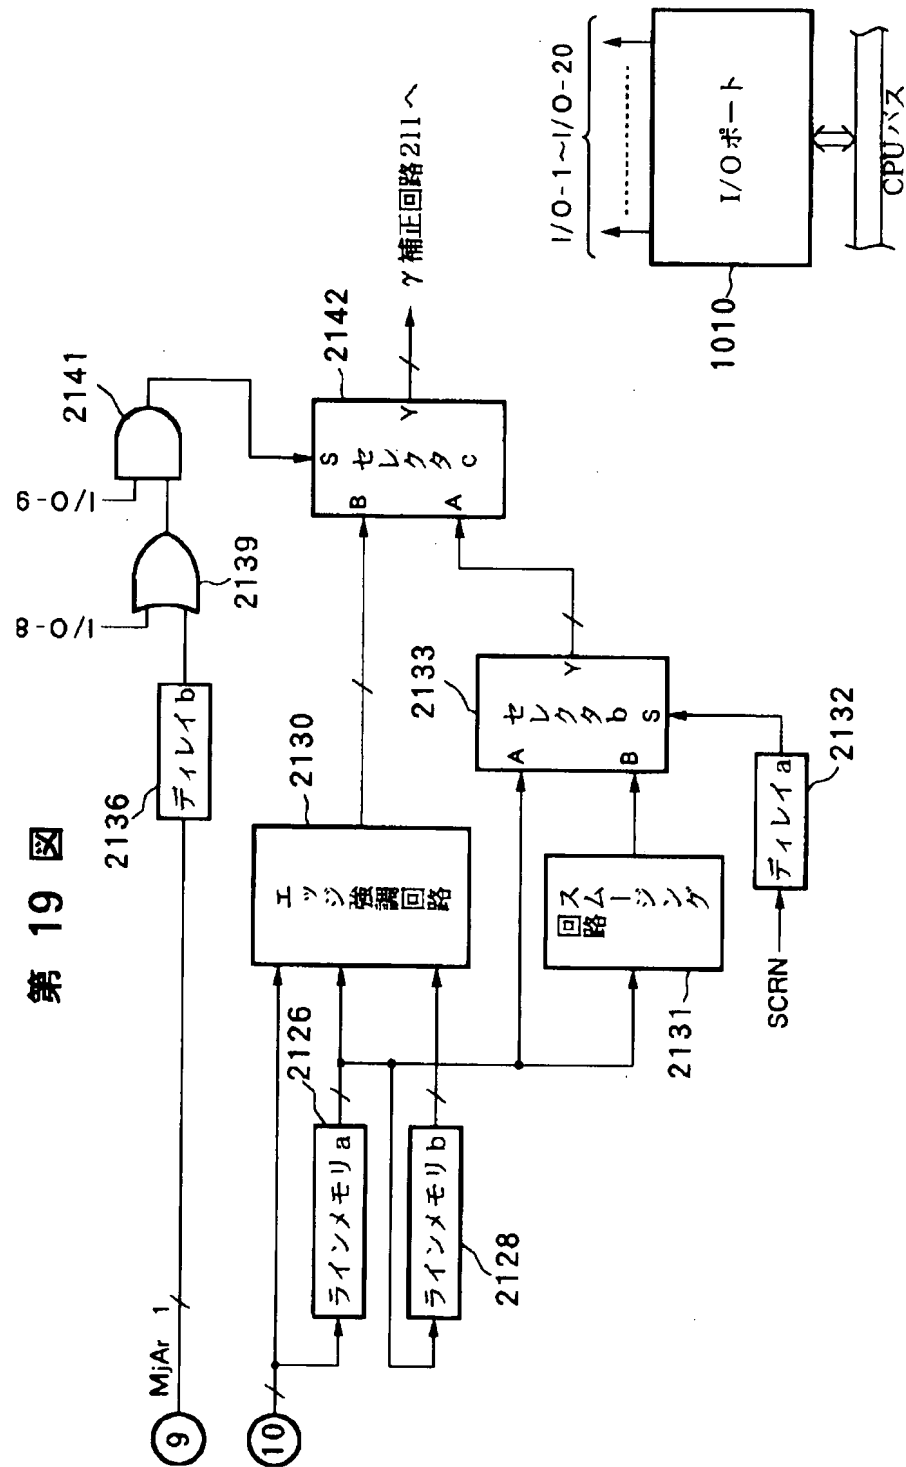 第 19 図
9
MjAr 1
2136
ディレイb
I/O-8
2139
I/O-9
2141
10
2126
ラインメモリa
ラインメモリb
2128
2130
エッジ強調回路
スムージング
回路
2131
SCRN
ディレイa
2132
2133
A
B
セレクタ
b
S
Y
2142
S
B
セレクタ
c
A
Y
γ補正回路211へ
I/O-1~I/O-20
I/Oポート
1010
CPUバス